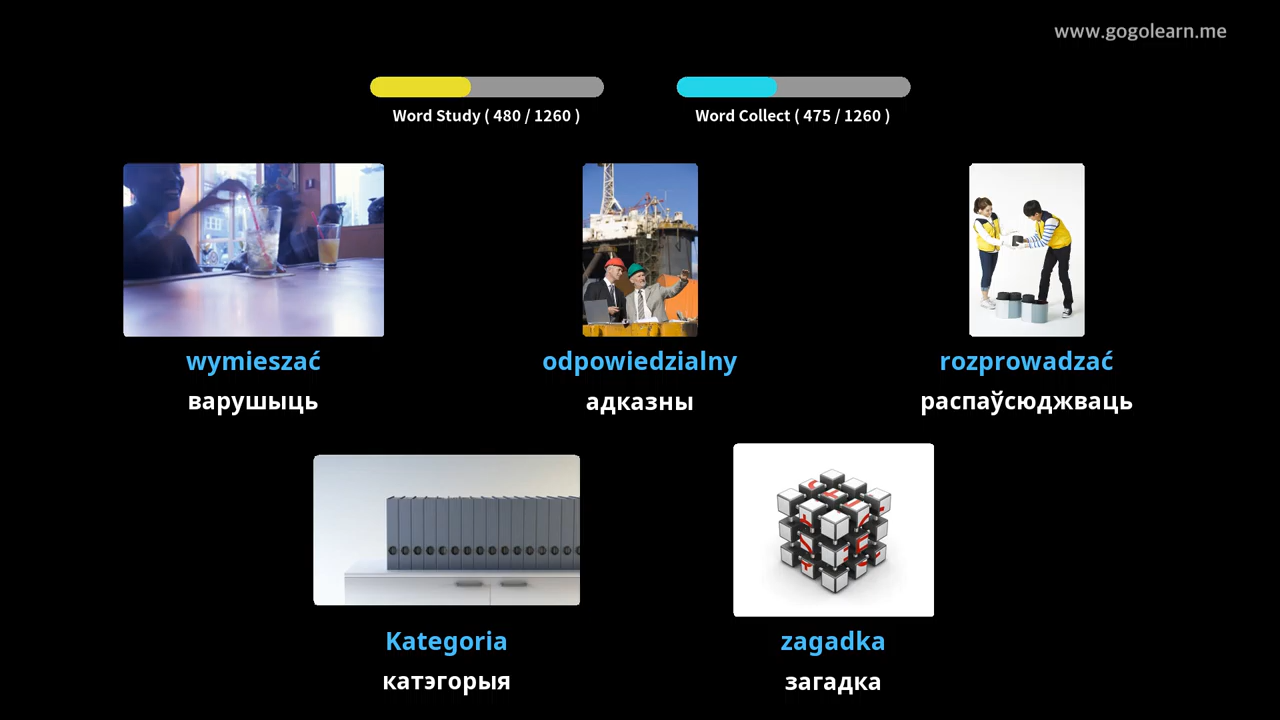 www.gogolearn.me
Word Study ( 480 / 1260 )
Word Collect ( 475 / 1260 )
wymieszać
варушыць
odpowiedzialny
адказны
rozprowadzać
распаўсюджваць
Kategoria
катэгорыя
zagadka
загадка